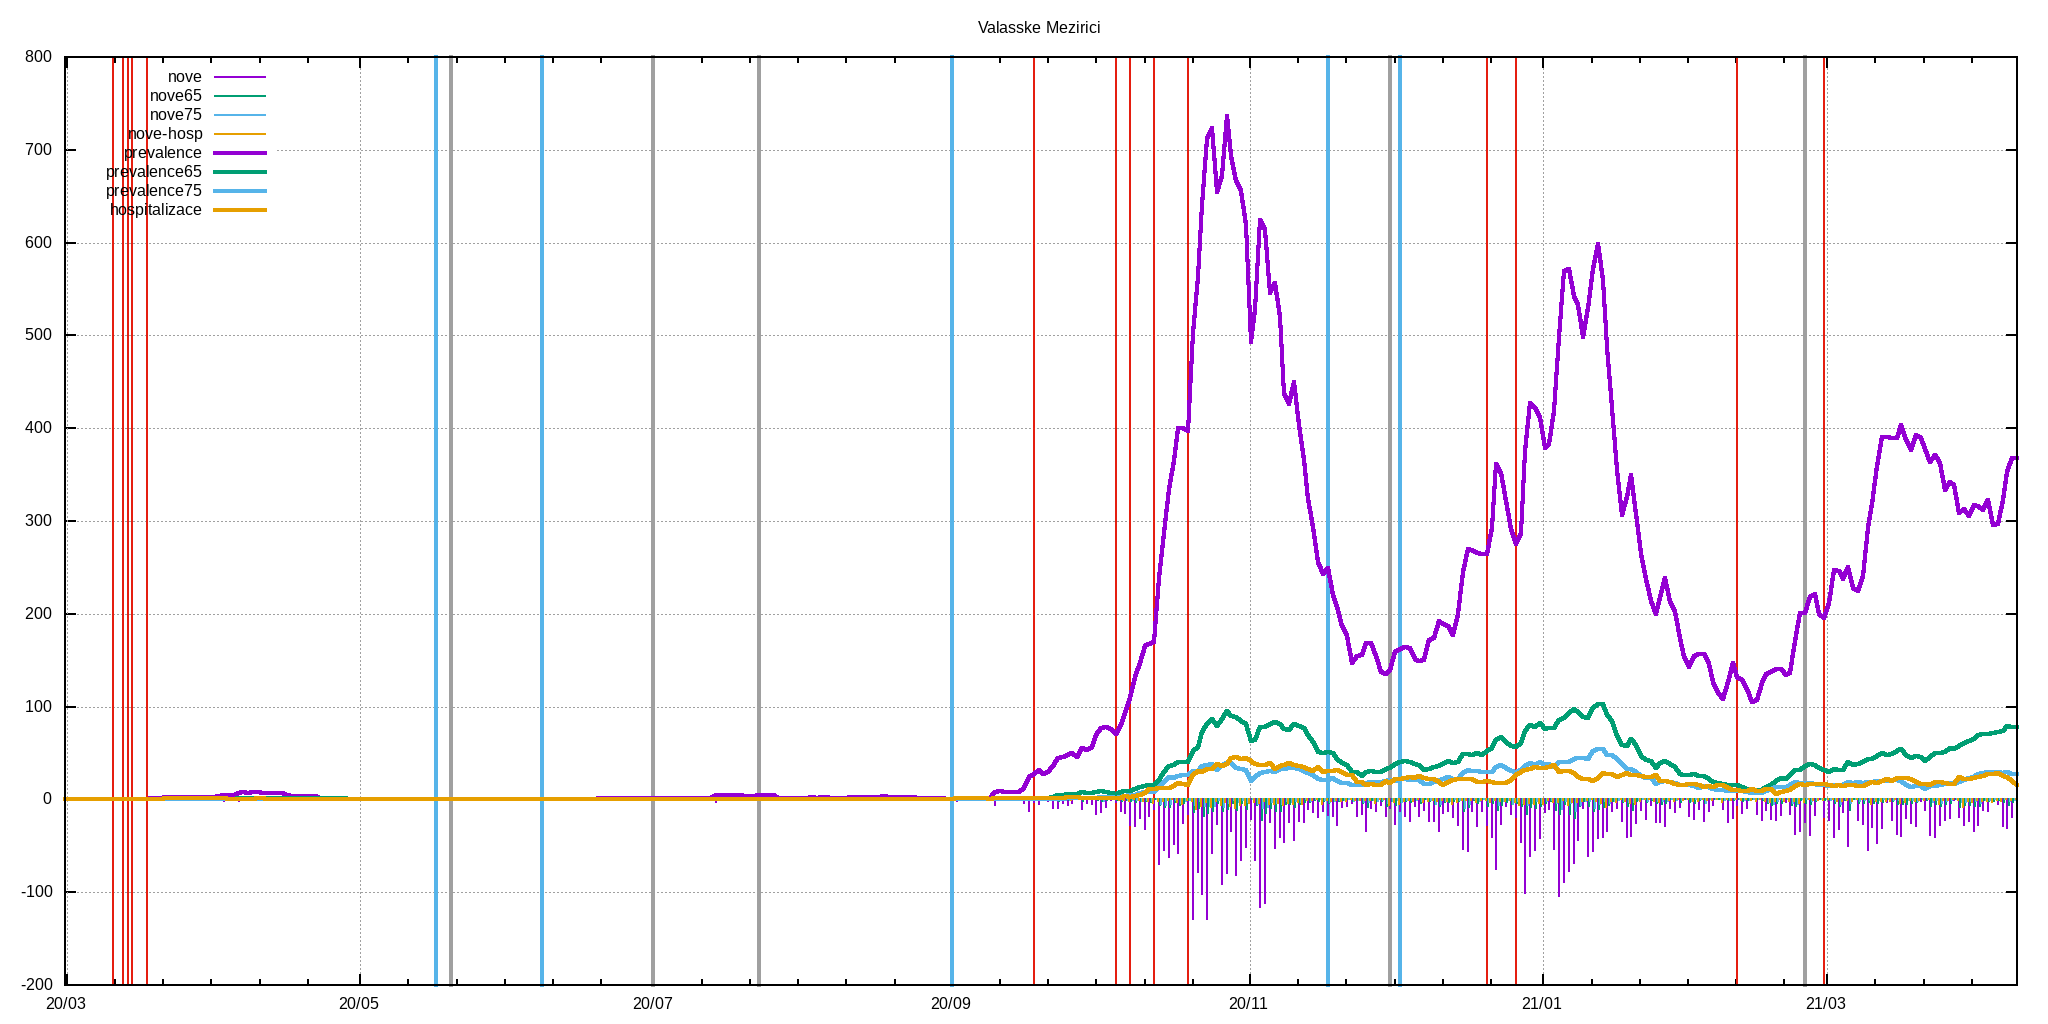 Valasske Mezirici
800
700
600
500
400
300
200
100
0
-100
-200
nove
nove65
nove75
nove-hosp
prevalence
prevalence65
prevalence75
hospitalizace
20/03 20/05 20/07 20/09 20/11 21/01 21/03